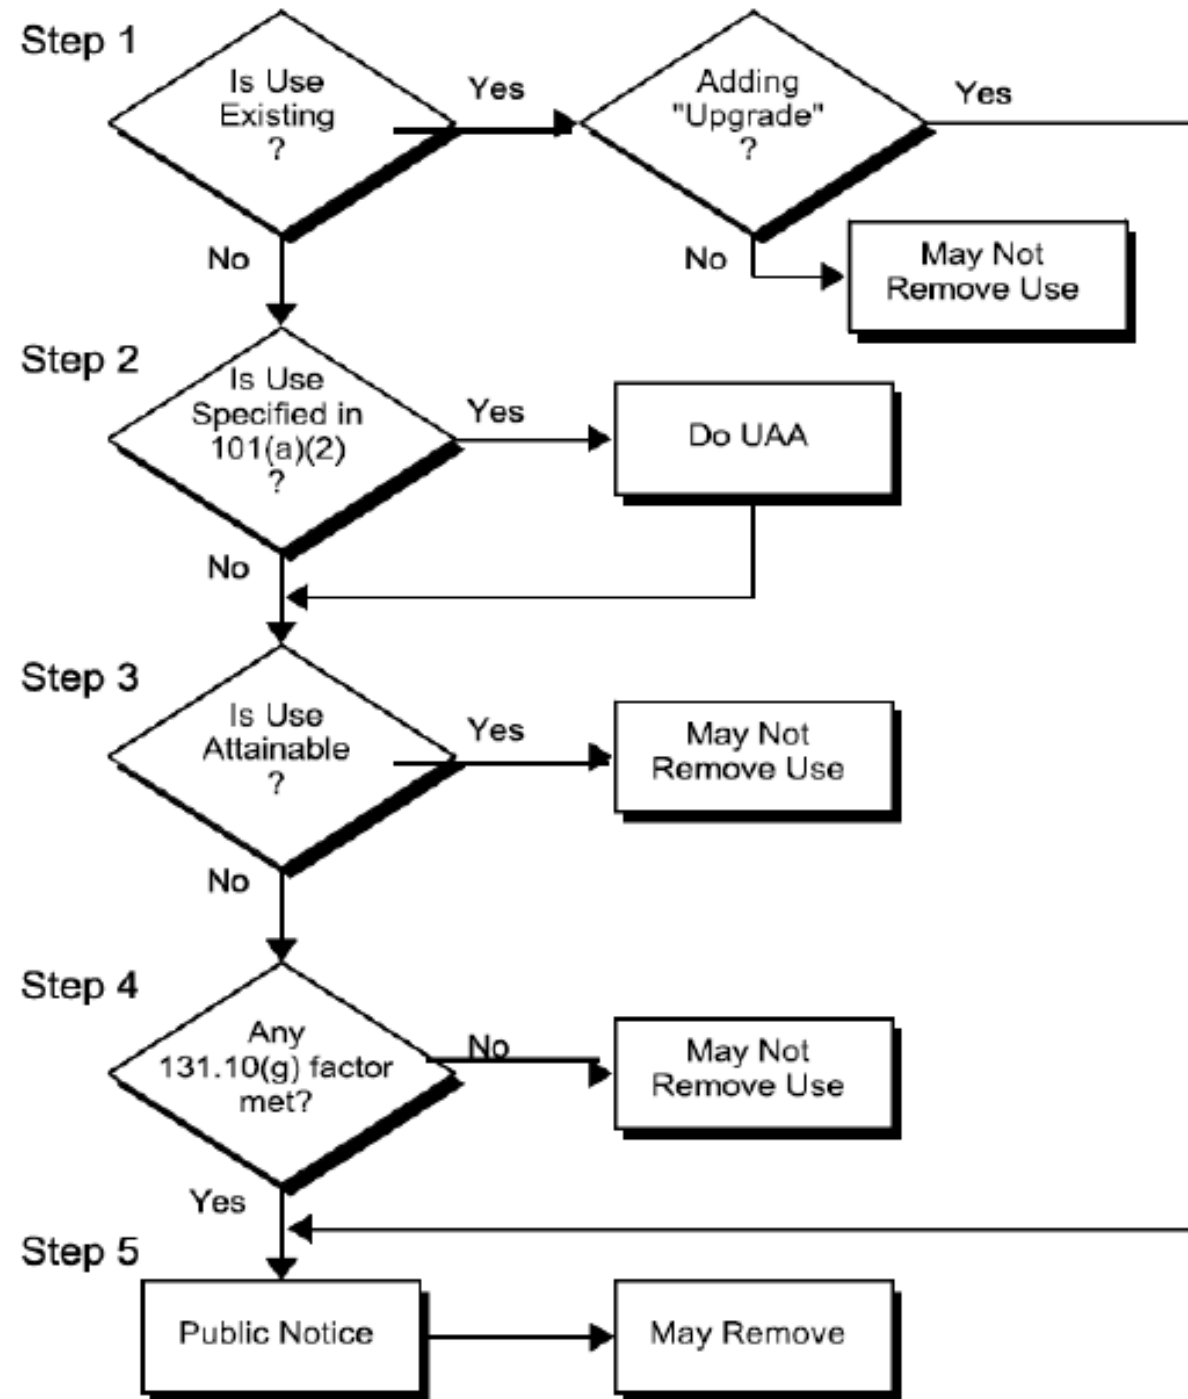 Step 1
Is Use
Existing
?
Yes
Adding
"Upgrade"
?
Yes
No
No
May Not
Remove Use
Step 2
Is Use
Specified in
101(a)(2)
?
Yes
Do UAA
No
Step 3
Is Use
Attainable
?
Yes
May Not
Remove Use
No
Step 4
Any
131.10(g) factor
met?
No
May Not
Remove Use
Yes
Step 5
Public Notice
May Remove